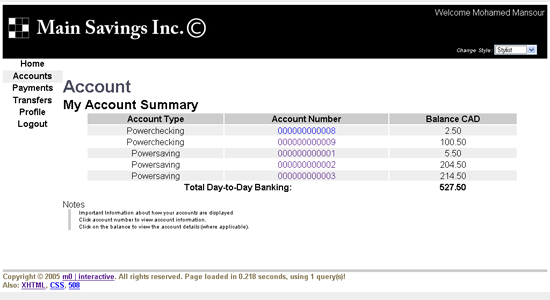 Welcome Mohamed Mansour
Main Savings Inc.©
Change Style: Stylist
Home
Accounts
Payments
Transfers
Profile
Logout
Account
My Account Summary
Account Type Account Number Balance CAD
Powerchecking 000000000008 2.50
Powerchecking 000000000009 100.50
Powersaving 000000000001 5.50
Powersaving 000000000002 204.50
Powersaving 000000000003 214.50
Total Day-to-Day Banking: 527.50
Notes
Important Information about how your accounts are displayed
Click account number to view account information.
Click on the balance to view the account details (where applicable).
Copyright © 2005 m0 | interactive. All rights reserved. Page loaded in 0.218 seconds, using 1 query(s)!
Also: XHTML, CSS, 508